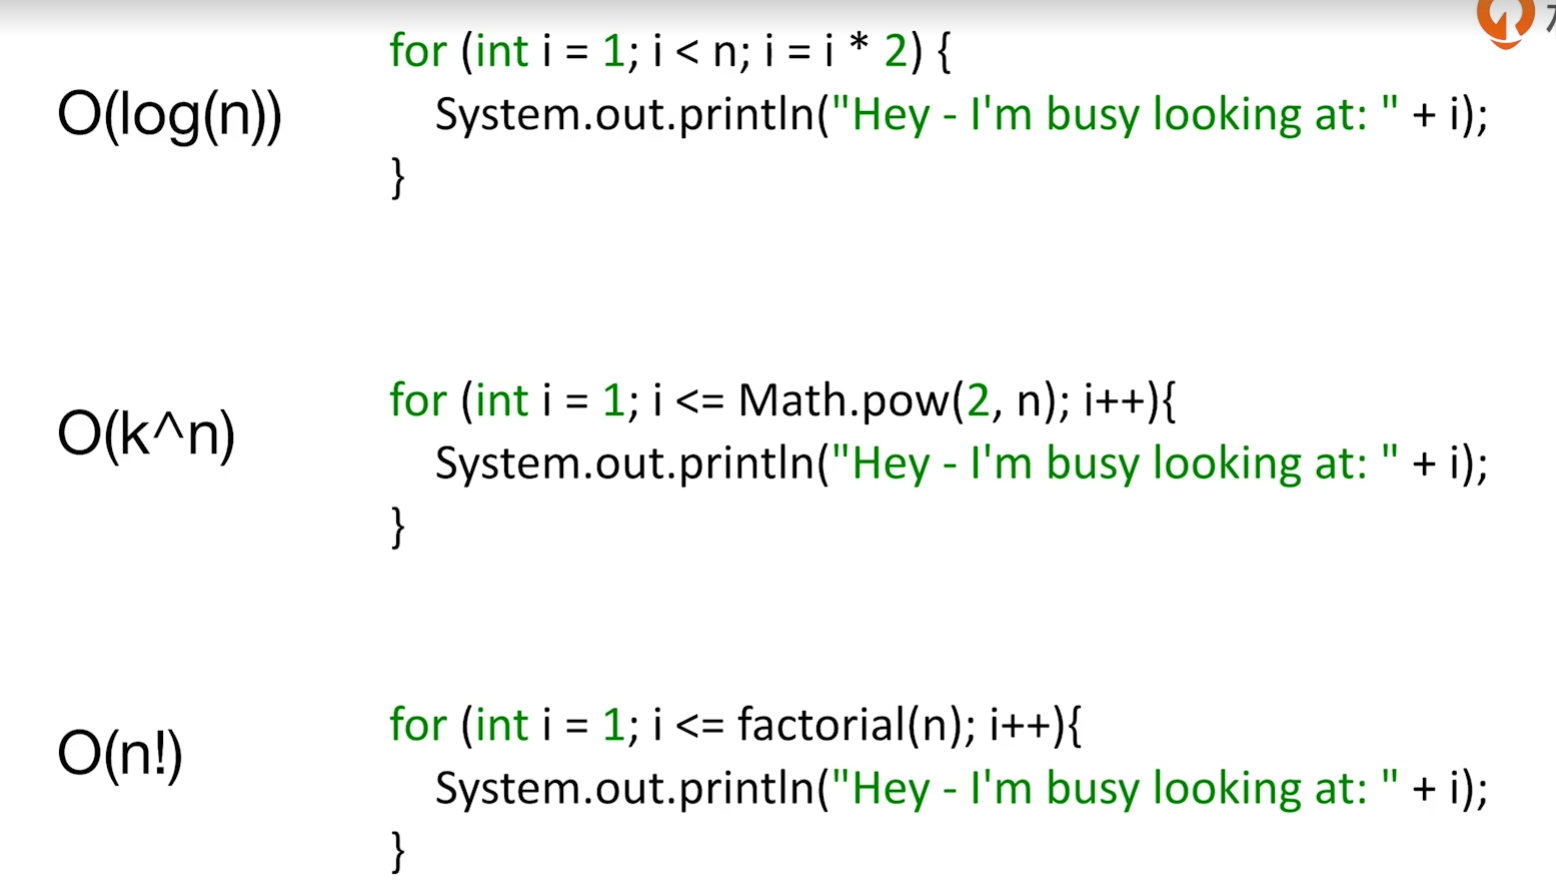 for (int i = 1; i < n; i = i * 2) {
O(log(n))
System.out.println("Hey - I'm busy looking at: " + i);
}
for (int i = 1; i <= Math.pow(2, n); i++){
O(k^n)
System.out.println("Hey - I'm busy looking at: " + i);
}
for (int i = 1; i <= factorial(n); i++){
O(n!)
System.out.println("Hey - I'm busy looking at: " + i);
}